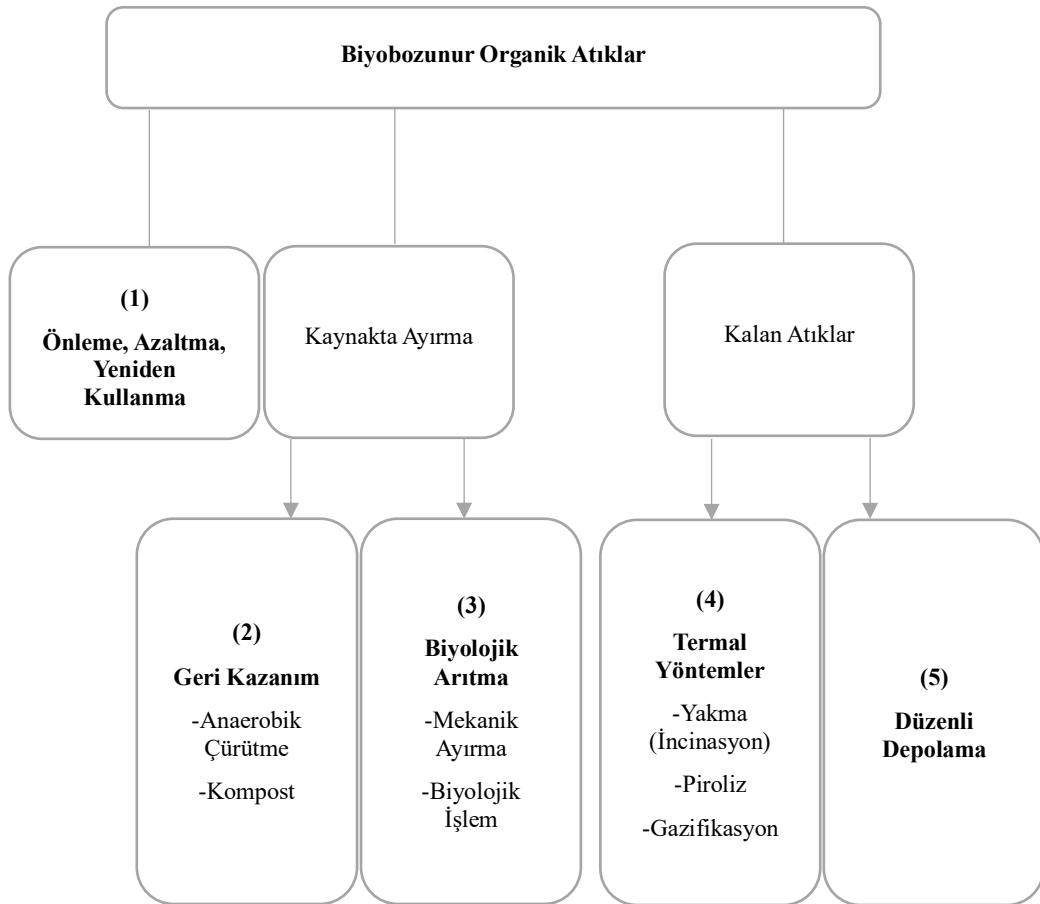 Biyobozunur Organik Atıklar
(1)
Önleme, Azaltma,
Yeniden
Kullanma
Kaynakta Ayırma
Kalan Atıklar
(2)
Geri Kazanım
-Anaerobik
Çürütme
-Kompost
(3)
Biyolojik
Arıtma
-Mekanik
Ayırma
-Biyolojik
İşlem
(4)
Termal
Yöntemler
-Yakma
(İncinasyon)
-Piroliz
-Gazifikasyon
(5)
Düzenli
Depolama